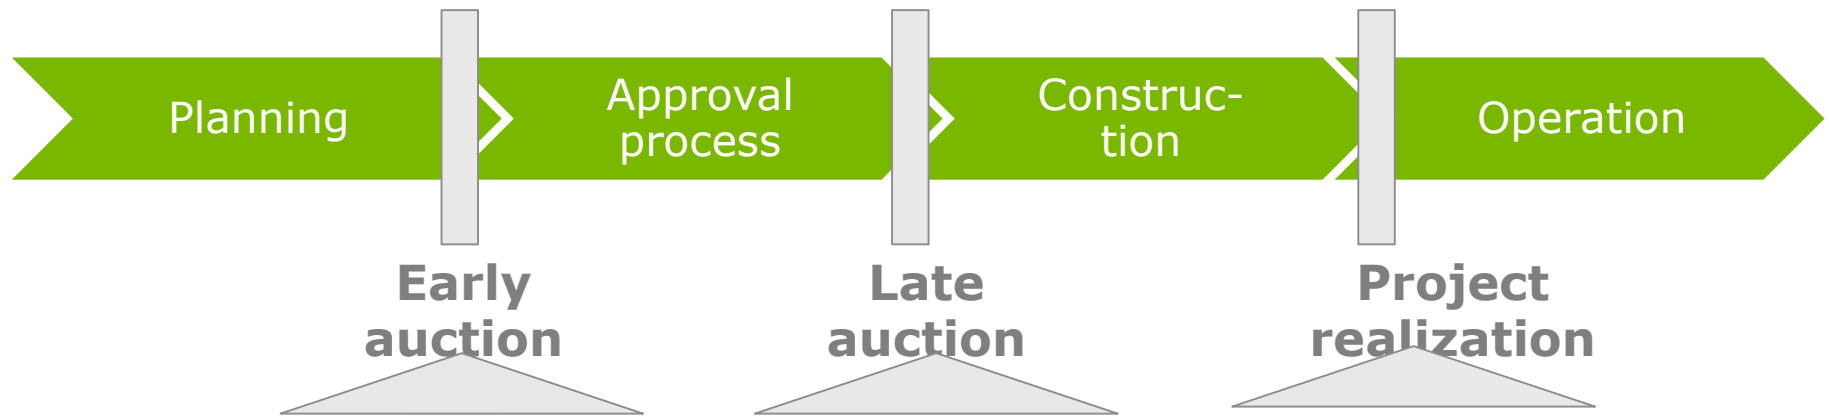 Planning
Approval
process
Construc-
tion
Operation
Early
auction
Late
auction
Project
realization